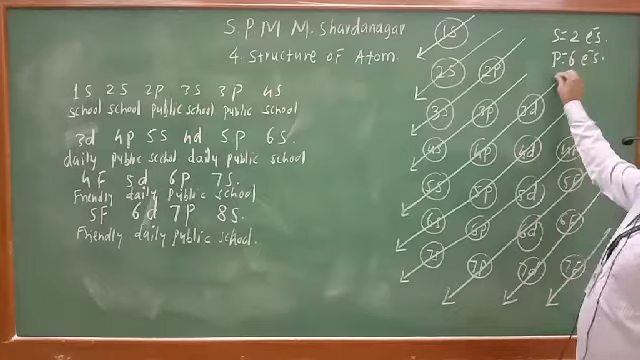 S.P.M M. Shardanagar
4. Structure of Atom.
1s 2s 2p 3s 3p 4s
school school public school public school
3d 4p 5s 4d 5p 6s.
daily public school daily public school
4F 5d 6p 7s.
Friendly daily public school
5F 6d 7p 8s.
Friendly daily public school.
1s
2s 2p
3s 3p 3d
4s 4p 4d
5s 5p 5d 5f
6s 6p 6d
7s 7p 7d
s=2 e⁻s.
p=6 e⁻s.